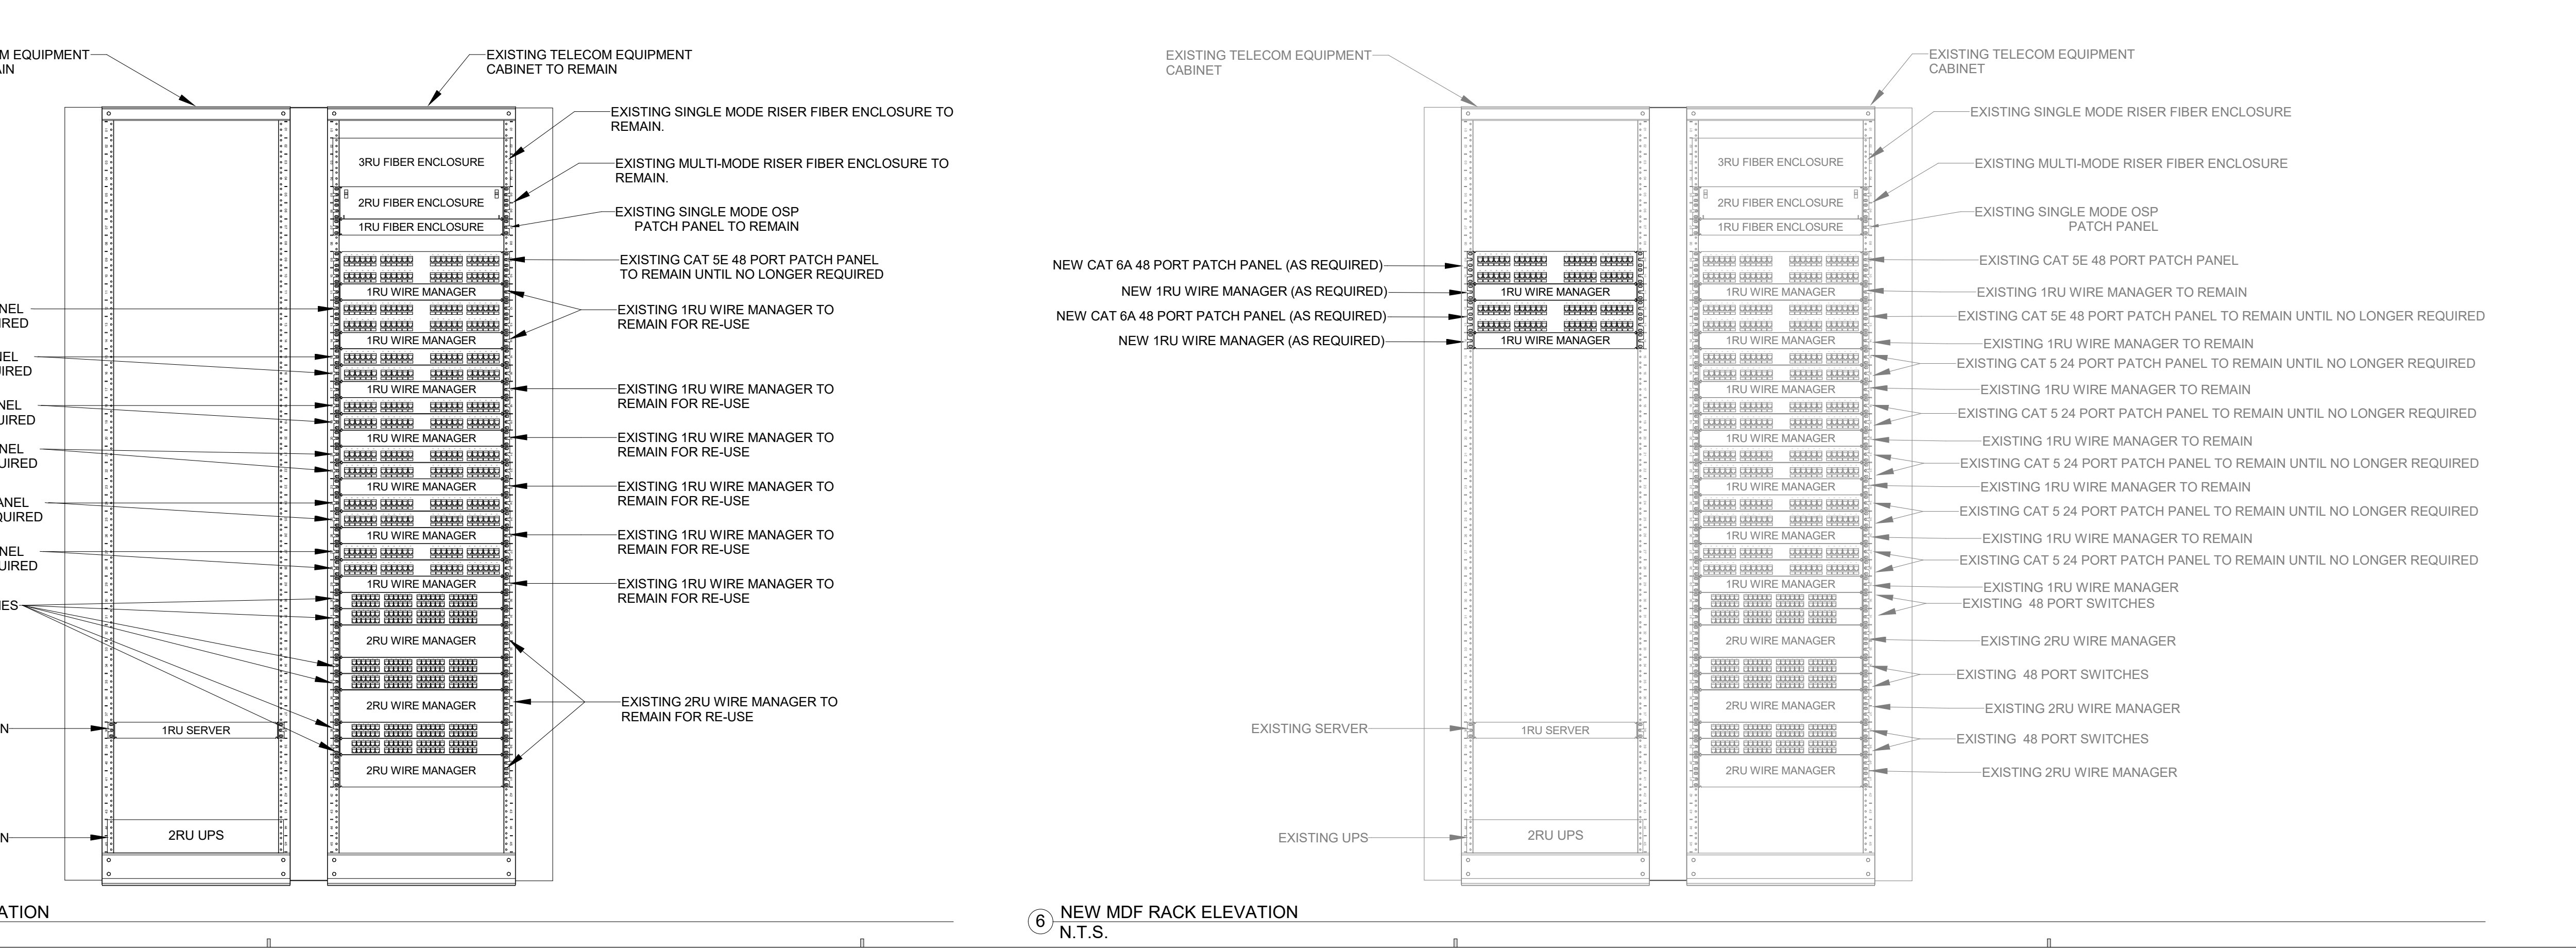 M EQUIPMENT
AIN
EXISTING TELECOM EQUIPMENT
CABINET TO REMAIN
EXISTING SINGLE MODE RISER FIBER ENCLOSURE TO
REMAIN.
3RU FIBER ENCLOSURE
EXISTING MULTI-MODE RISER FIBER ENCLOSURE TO
REMAIN.
2RU FIBER ENCLOSURE
EXISTING SINGLE MODE OSP
PATCH PANEL TO REMAIN
1RU FIBER ENCLOSURE
EXISTING CAT 5E 48 PORT PATCH PANEL
TO REMAIN UNTIL NO LONGER REQUIRED
1RU WIRE MANAGER
NEL
IRED
EXISTING 1RU WIRE MANAGER TO
REMAIN FOR RE-USE
1RU WIRE MANAGER
NEL
UIRED
1RU WIRE MANAGER
EXISTING 1RU WIRE MANAGER TO
REMAIN FOR RE-USE
NEL
QUIRED
1RU WIRE MANAGER
EXISTING 1RU WIRE MANAGER TO
REMAIN FOR RE-USE
NEL
UIRED
1RU WIRE MANAGER
EXISTING 1RU WIRE MANAGER TO
REMAIN FOR RE-USE
ANEL
QUIRED
1RU WIRE MANAGER
EXISTING 1RU WIRE MANAGER TO
REMAIN FOR RE-USE
NEL
UIRED
1RU WIRE MANAGER
EXISTING 1RU WIRE MANAGER TO
REMAIN FOR RE-USE
HES
2RU WIRE MANAGER
2RU WIRE MANAGER
EXISTING 2RU WIRE MANAGER TO
REMAIN FOR RE-USE
N
1RU SERVER
2RU WIRE MANAGER
N
2RU UPS
ATION
EXISTING TELECOM EQUIPMENT
CABINET
EXISTING TELECOM EQUIPMENT
CABINET
EXISTING SINGLE MODE RISER FIBER ENCLOSURE
3RU FIBER ENCLOSURE
EXISTING MULTI-MODE RISER FIBER ENCLOSURE
2RU FIBER ENCLOSURE
EXISTING SINGLE MODE OSP
PATCH PANEL
1RU FIBER ENCLOSURE
NEW CAT 6A 48 PORT PATCH PANEL (AS REQUIRED)
EXISTING CAT 5E 48 PORT PATCH PANEL
NEW 1RU WIRE MANAGER (AS REQUIRED)
1RU WIRE MANAGER
1RU WIRE MANAGER
EXISTING 1RU WIRE MANAGER TO REMAIN
NEW CAT 6A 48 PORT PATCH PANEL (AS REQUIRED)
EXISTING CAT 5E 48 PORT PATCH PANEL TO REMAIN UNTIL NO LONGER REQUIRED
NEW 1RU WIRE MANAGER (AS REQUIRED)
1RU WIRE MANAGER
1RU WIRE MANAGER
EXISTING 1RU WIRE MANAGER TO REMAIN
EXISTING CAT 5 24 PORT PATCH PANEL TO REMAIN UNTIL NO LONGER REQUIRED
1RU WIRE MANAGER
EXISTING 1RU WIRE MANAGER TO REMAIN
EXISTING CAT 5 24 PORT PATCH PANEL TO REMAIN UNTIL NO LONGER REQUIRED
1RU WIRE MANAGER
EXISTING 1RU WIRE MANAGER TO REMAIN
EXISTING CAT 5 24 PORT PATCH PANEL TO REMAIN UNTIL NO LONGER REQUIRED
1RU WIRE MANAGER
EXISTING 1RU WIRE MANAGER TO REMAIN
EXISTING CAT 5 24 PORT PATCH PANEL TO REMAIN UNTIL NO LONGER REQUIRED
1RU WIRE MANAGER
EXISTING 1RU WIRE MANAGER TO REMAIN
EXISTING CAT 5 24 PORT PATCH PANEL TO REMAIN UNTIL NO LONGER REQUIRED
1RU WIRE MANAGER
EXISTING 1RU WIRE MANAGER
EXISTING 48 PORT SWITCHES
2RU WIRE MANAGER
EXISTING 2RU WIRE MANAGER
EXISTING 48 PORT SWITCHES
2RU WIRE MANAGER
EXISTING 2RU WIRE MANAGER
EXISTING SERVER
1RU SERVER
EXISTING 48 PORT SWITCHES
2RU WIRE MANAGER
EXISTING 2RU WIRE MANAGER
EXISTING UPS
2RU UPS
6
NEW MDF RACK ELEVATION
N.T.S.